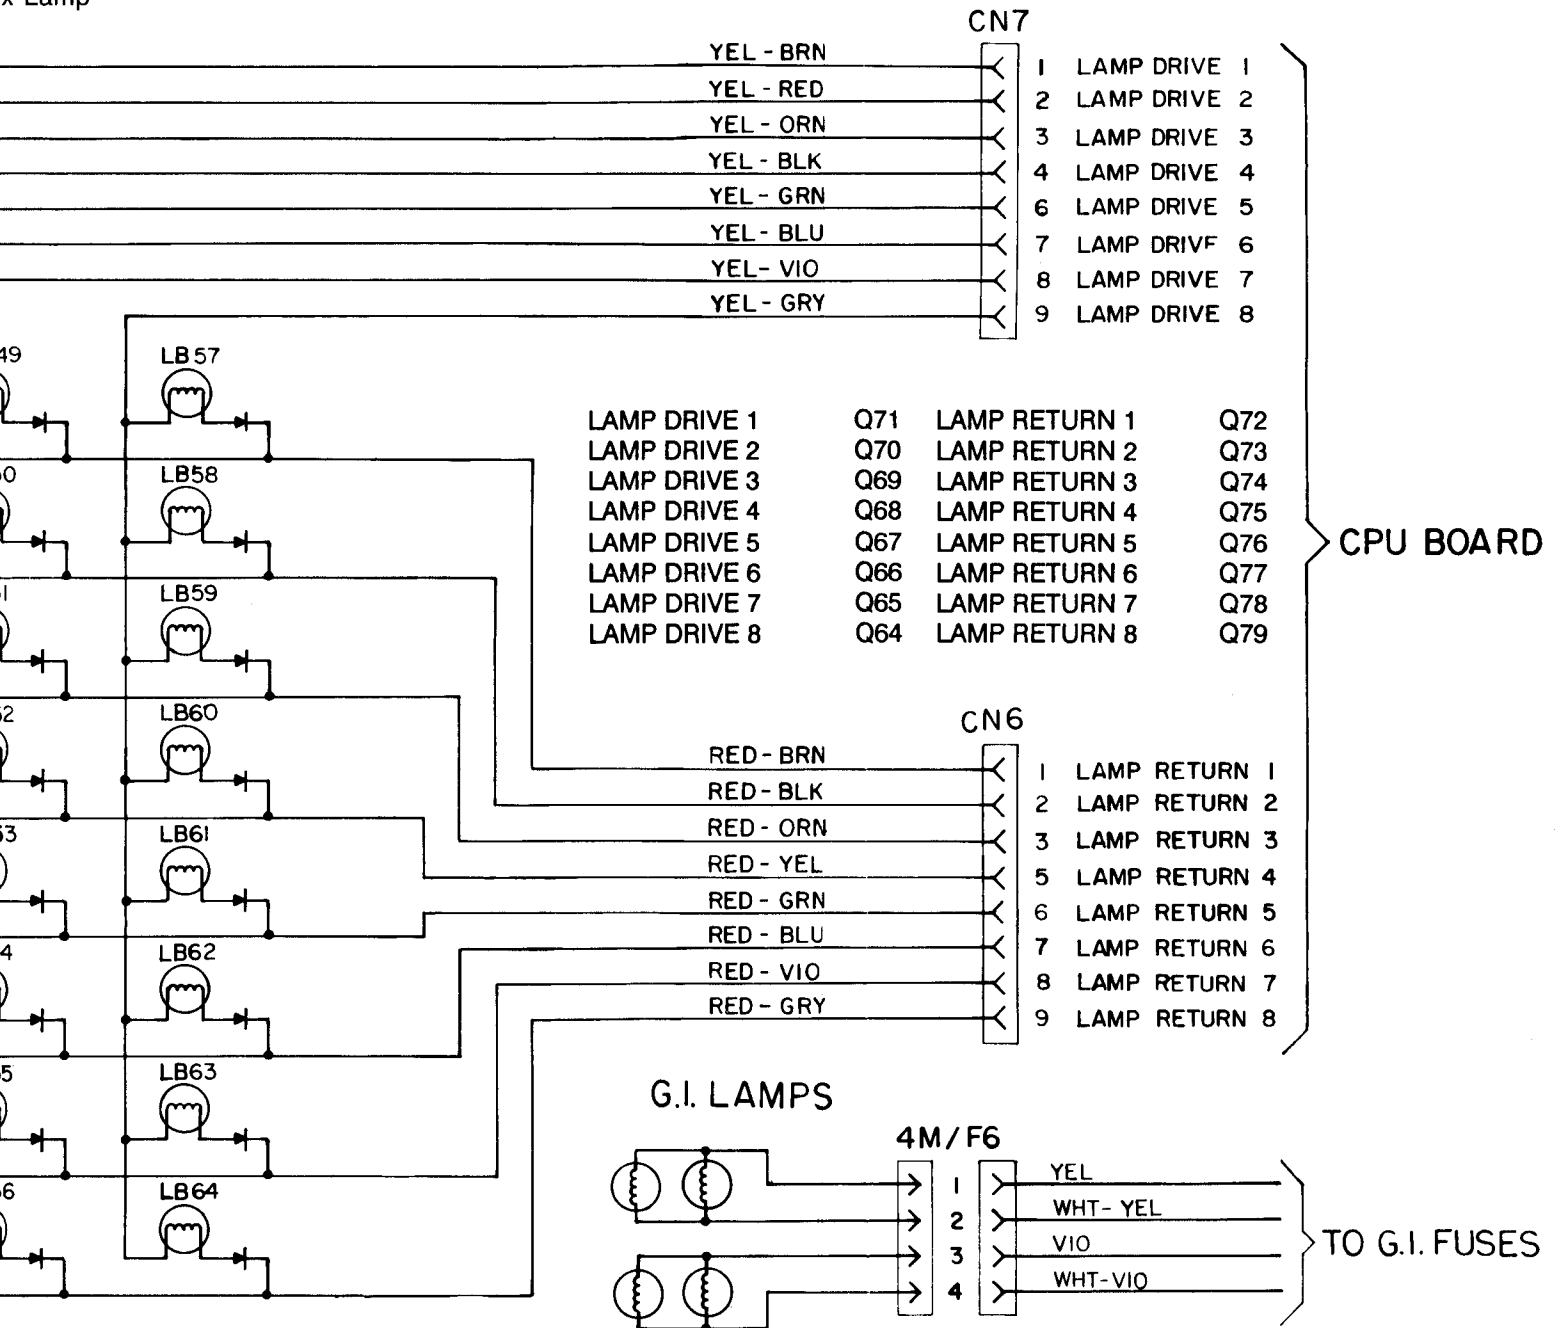 x Lamp
CN7
YEL - BRN 1 LAMP DRIVE 1
YEL - RED 2 LAMP DRIVE 2
YEL - ORN 3 LAMP DRIVE 3
YEL - BLK 4 LAMP DRIVE 4
YEL - GRN 6 LAMP DRIVE 5
YEL - BLU 7 LAMP DRIVE 6
YEL - VIO 8 LAMP DRIVE 7
YEL - GRY 9 LAMP DRIVE 8
49 LB57
LAMP DRIVE 1 Q71 LAMP RETURN 1 Q72
LAMP DRIVE 2 Q70 LAMP RETURN 2 Q73
LAMP DRIVE 3 Q69 LAMP RETURN 3 Q74
LAMP DRIVE 4 Q68 LAMP RETURN 4 Q75
LAMP DRIVE 5 Q67 LAMP RETURN 5 Q76
LAMP DRIVE 6 Q66 LAMP RETURN 6 Q77
LAMP DRIVE 7 Q65 LAMP RETURN 7 Q78
LAMP DRIVE 8 Q64 LAMP RETURN 8 Q79
CPU BOARD
0 LB58
1 LB59
2 LB60
CN6
RED - BRN 1 LAMP RETURN 1
RED - BLK 2 LAMP RETURN 2
RED - ORN 3 LAMP RETURN 3
RED - YEL 5 LAMP RETURN 4
RED - GRN 6 LAMP RETURN 5
RED - BLU 7 LAMP RETURN 6
RED - VIO 8 LAMP RETURN 7
RED - GRY 9 LAMP RETURN 8
53 LB61
4 LB62
5 LB63
6 LB64
G.I. LAMPS
4M/F6
1 YEL
2 WHT- YEL
3 VIO
4 WHT-VIO
TO G.I. FUSES